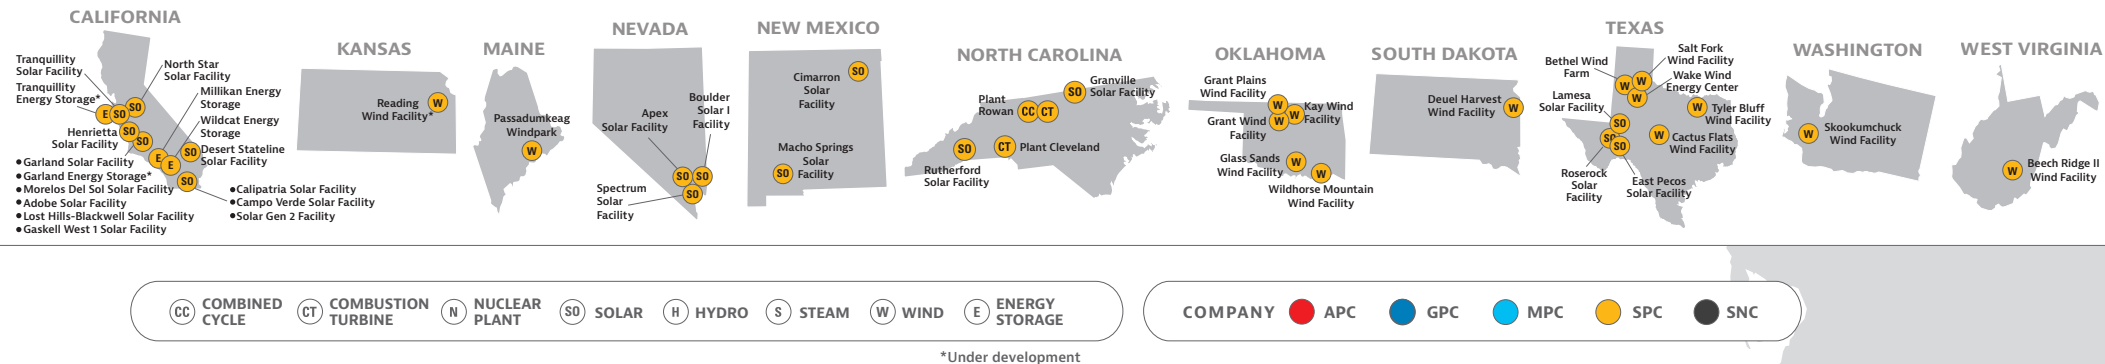 CALIFORNIA
Tranquillity
Solar Facility
Tranquillity
Energy Storage*
North Star
Solar Facility
Millikan Energy
Storage
Wildcat Energy
Storage
Henrietta
Solar Facility
Desert Stateline
Solar Facility
E
SO
SO
SO
SO
E
E
SO
SO
•Garland Solar Facility
•Garland Energy Storage*
•Morelos Del Sol Solar Facility
•Adobe Solar Facility
•Lost Hills-Blackwell Solar Facility
•Gaskell West 1 Solar Facility
•Calipatria Solar Facility
•Campo Verde Solar Facility
•Solar Gen 2 Facility
KANSAS
Reading
Wind Facility*
W
MAINE
Passadumkeag
Windpark
W
NEVADA
Apex
Solar Facility
Boulder
Solar I
Facility
Spectrum
Solar
Facility
SO
SO
SO
NEW MEXICO
Cimarron
Solar
Facility
SO
Macho Springs
Solar
Facility
SO
NORTH CAROLINA
Granville
Solar Facility
SO
Plant
Rowan
CC
CT
CT
Plant Cleveland
SO
Rutherford
Solar Facility
OKLAHOMA
Grant Plains
Wind Facility
W
Kay Wind
Facility
W
Grant Wind
Facility
W
Glass Sands
Wind Facility
W
W
Wildhorse Mountain
Wind Facility
SOUTH DAKOTA
Deuel Harvest
Wind Facility
W
TEXAS
Salt Fork
Wind Facility
Bethel Wind
Farm
Wake Wind
Energy Center
W
W
W
Lamesa
Solar Facility
W
Tyler Bluff
Wind Facility
SO
SO
SO
W
Cactus Flats
Wind Facility
Roserock
Solar
Facility
East Pecos
Solar Facility
WASHINGTON
W
Skookumchuck
Wind Facility
WEST VIRGINIA
Beech Ridge II
Wind Facility
W
CC COMBINED
CYCLE
CT COMBUSTION
TURBINE
N NUCLEAR
PLANT
SO SOLAR
H HYDRO
S STEAM
W WIND
E ENERGY
STORAGE
COMPANY APC GPC MPC SPC SNC
*Under development